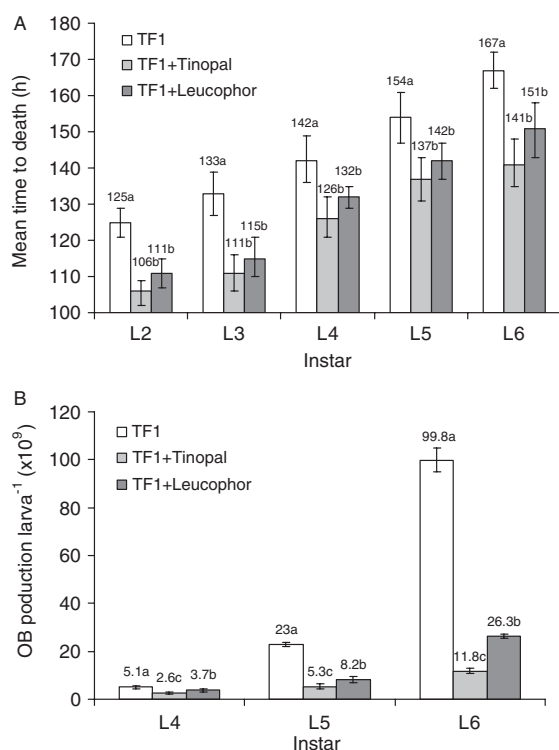 A
Mean time to death (h)
180
170
160
150
140
130
120
110
100
TF1
TF1+Tinopal
TF1+Leucophor
125a
106b
111b
133a
111b
115b
142a
126b
132b
154a
137b
142b
167a
141b
151b
L2 L3 L4 L5 L6
Instar
B
OB poduction larva⁻¹ (x10⁹)
120
100
80
60
40
20
0
TF1
TF1+Tinopal
TF1+Leucophor
5.1a
2.6c
3.7b
23a
5.3c
8.2b
99.8a
11.8c
26.3b
L4 L5 L6
Instar